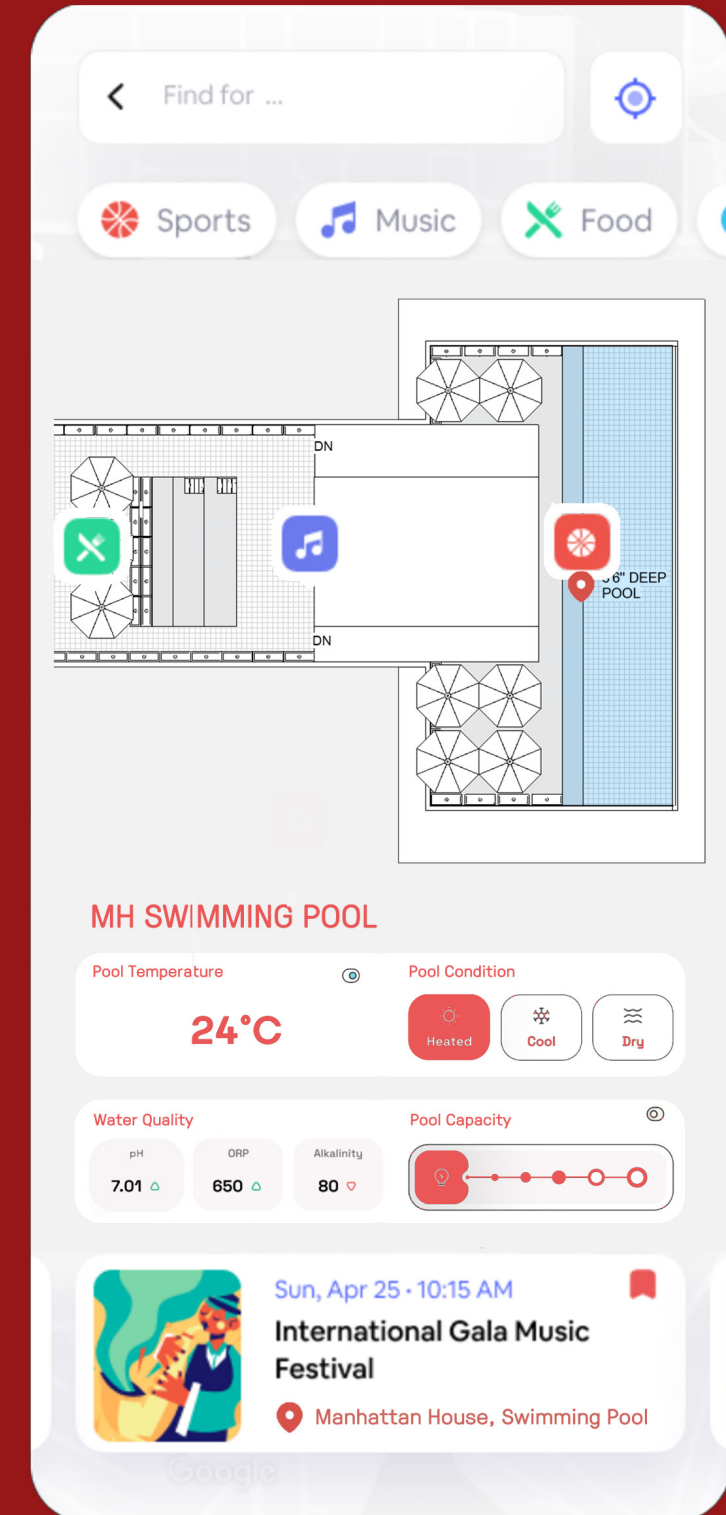 Find for ...
Sports
Music
Food
DN
6" DEEP
POOL
DN
MH SWIMMING POOL
Pool Temperature
24°C
Pool Condition
Heated
Cool
Dry
Water Quality
pH
7.01
ORP
650
Alkalinity
80
Pool Capacity
Sun, Apr 25 · 10:15 AM
International Gala Music
Festival
Manhattan House, Swimming Pool
Google